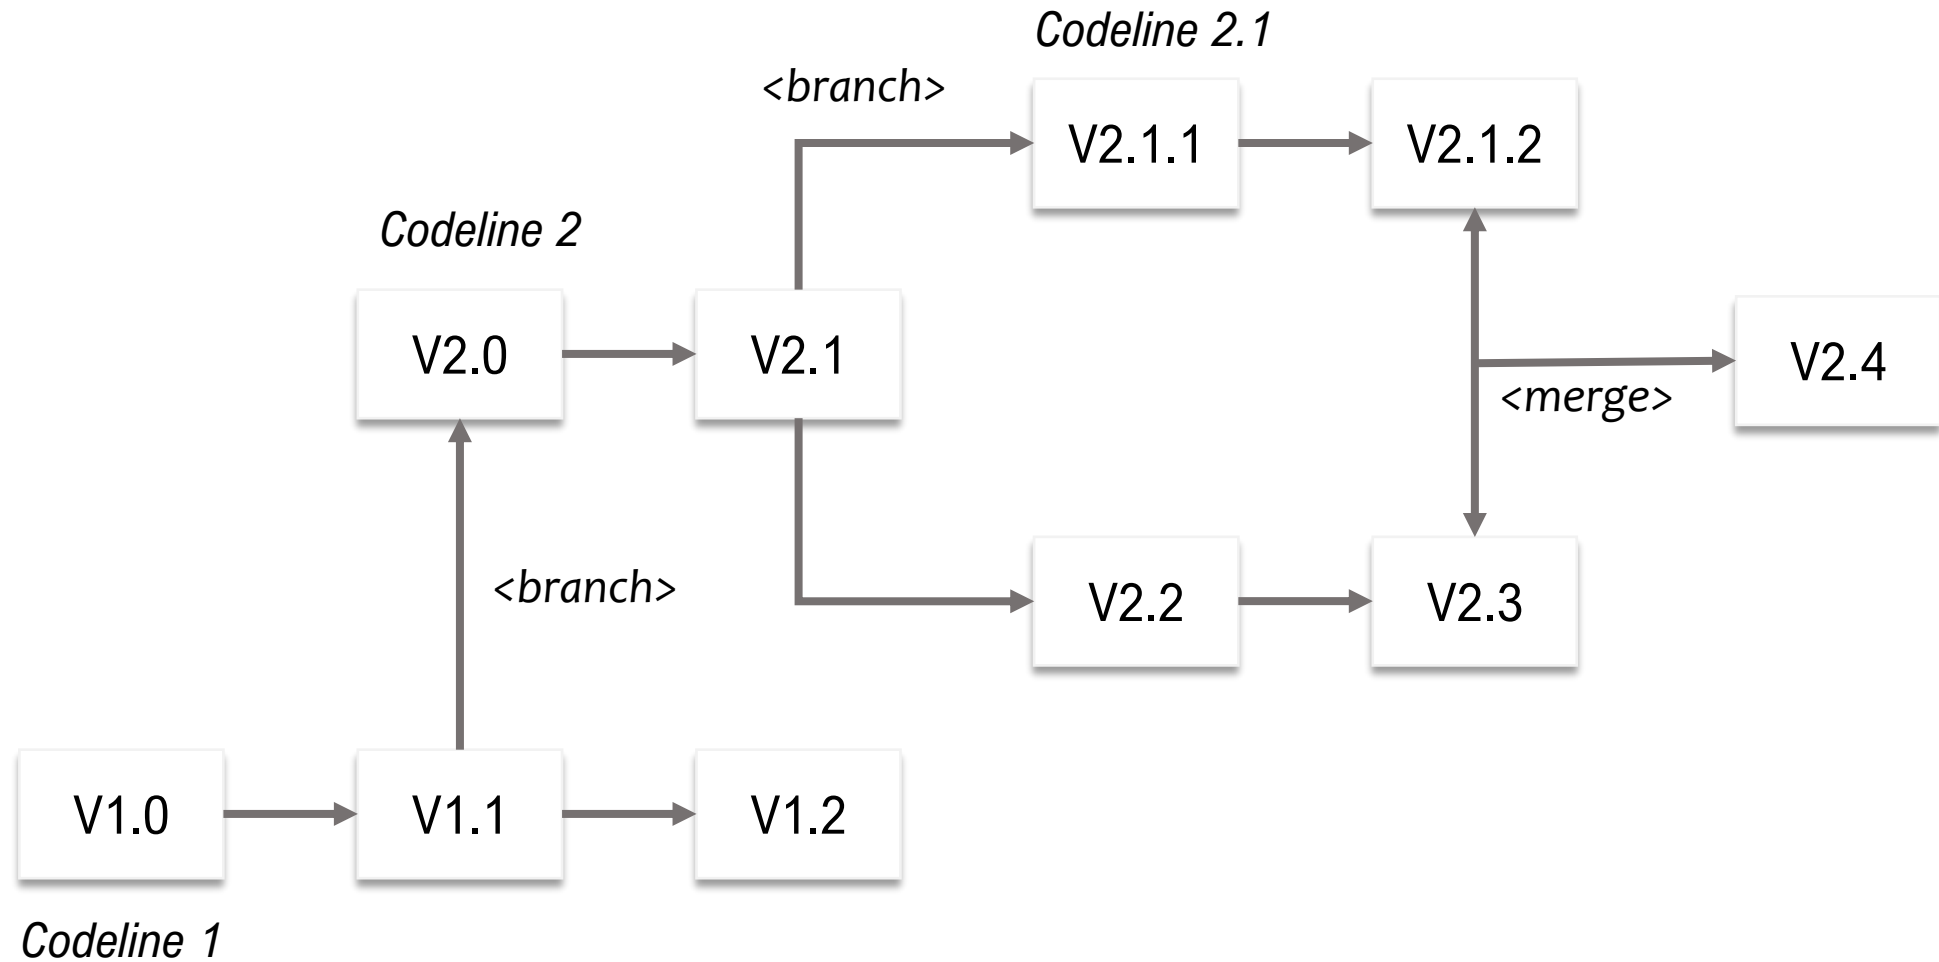 Codeline 2.1
<branch>
V2.1.1
V2.1.2
Codeline 2
V2.0
V2.1
V2.4
<merge>
<branch>
V2.2
V2.3
V1.0
V1.1
V1.2
Codeline 1